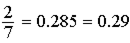 2/7 = 0.285 = 0.29